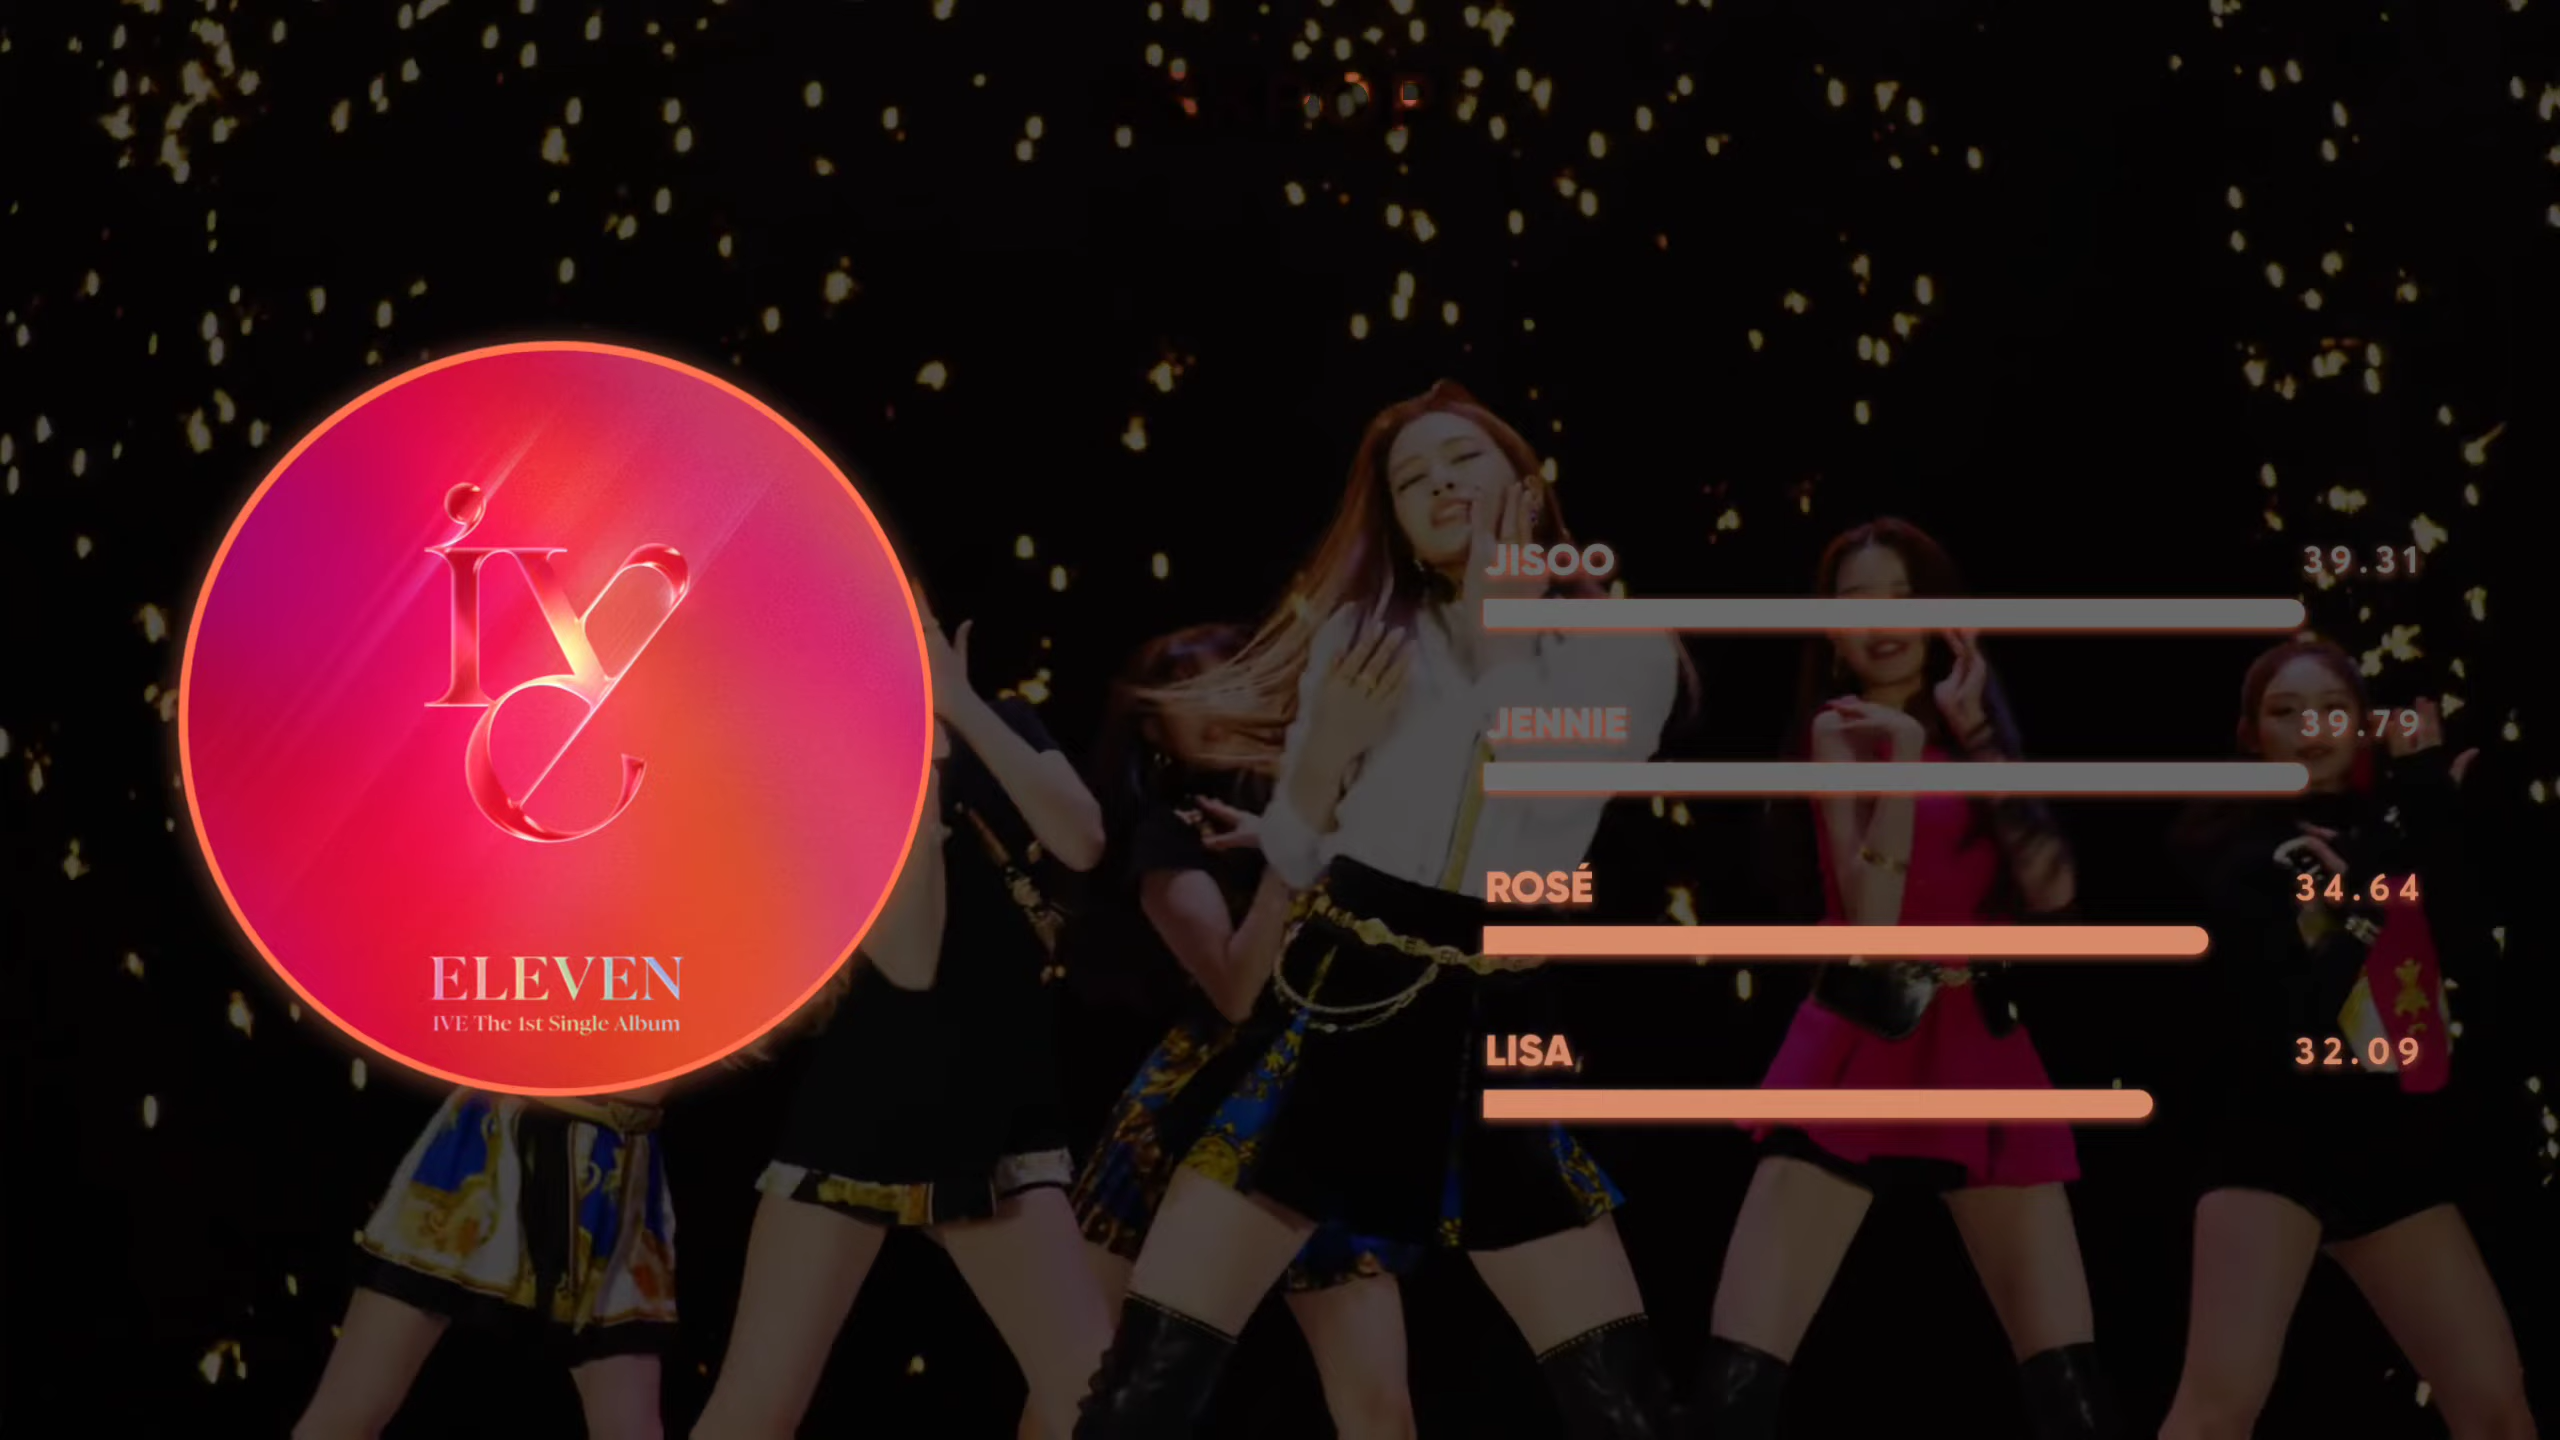 IVE
ELEVEN
IVE The 1st Single Album
JISOO 39.31
JENNIE 39.79
ROSÉ 34.64
LISA 32.09